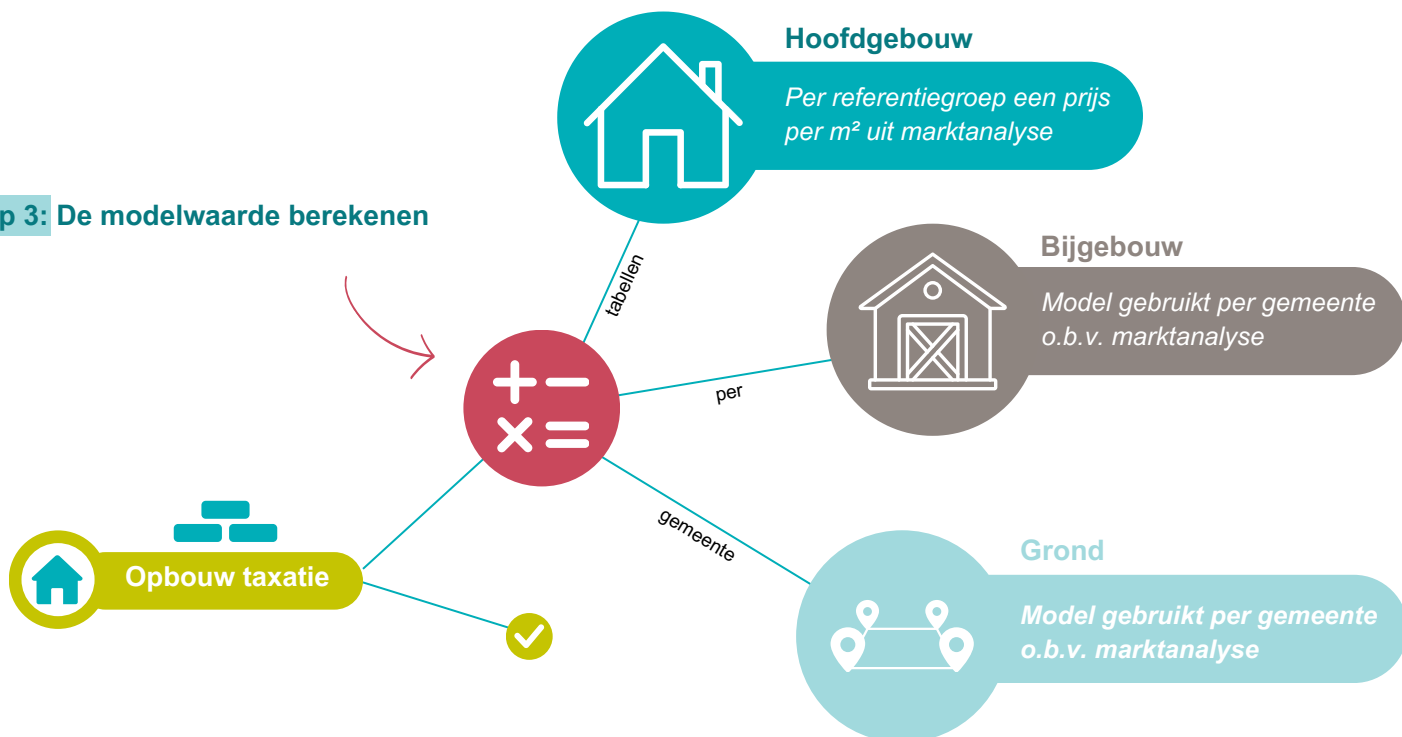 Hoofdgebouw
Per referentiegroep een prijs
per m² uit marktanalyse
p 3: De modelwaarde berekenen
tabellen
Bijgebouw
Model gebruikt per gemeente
o.b.v. marktanalyse
per
gemeente
Grond
Model gebruikt per gemeente
o.b.v. marktanalyse
Opbouw taxatie